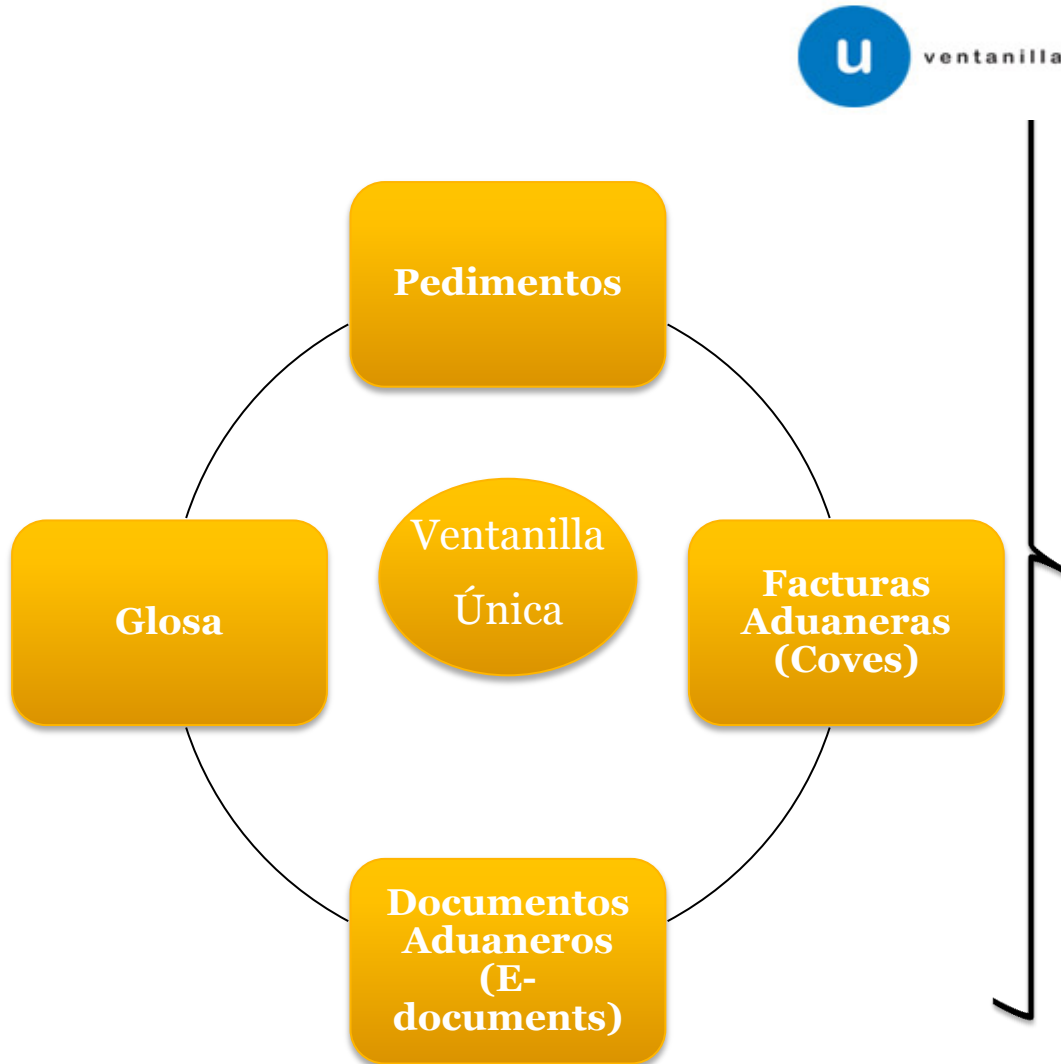 u
ventanilla
Pedimentos
Ventanilla
Única
Glosa
Facturas
Aduaneras
(Coves)
Documentos
Aduaneros
(E-
documents)